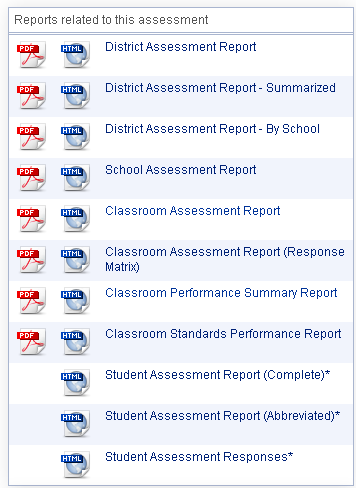 Reports related to this assessment
PDF HTML District Assessment Report
PDF HTML District Assessment Report - Summarized
PDF HTML District Assessment Report - By School
PDF HTML School Assessment Report
PDF HTML Classroom Assessment Report
PDF HTML Classroom Assessment Report (Response
Matrix)
PDF HTML Classroom Performance Summary Report
PDF HTML Classroom Standards Performance Report
HTML Student Assessment Report (Complete)*
HTML Student Assessment Report (Abbreviated)*
HTML Student Assessment Responses*